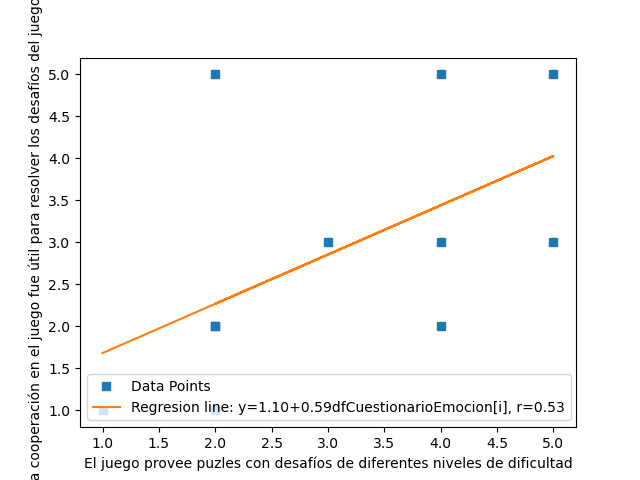 a cooperación en el juego fue útil para resolver los desafíos del juego
5.0
4.5
4.0
3.5
3.0
2.5
2.0
1.5
1.0
Data Points
Regresion line: y=1.10+0.59dfCuestionarioEmocion[i], r=0.53
1.0 1.5 2.0 2.5 3.0 3.5 4.0 4.5 5.0
El juego provee puzles con desafíos de diferentes niveles de dificultad